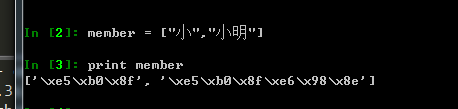 In [2]: member = ["小","小明"]
In [3]: print member
['\xe5\xb0\x8f', '\xe5\xb0\x8f\xe6\x98\x8e']